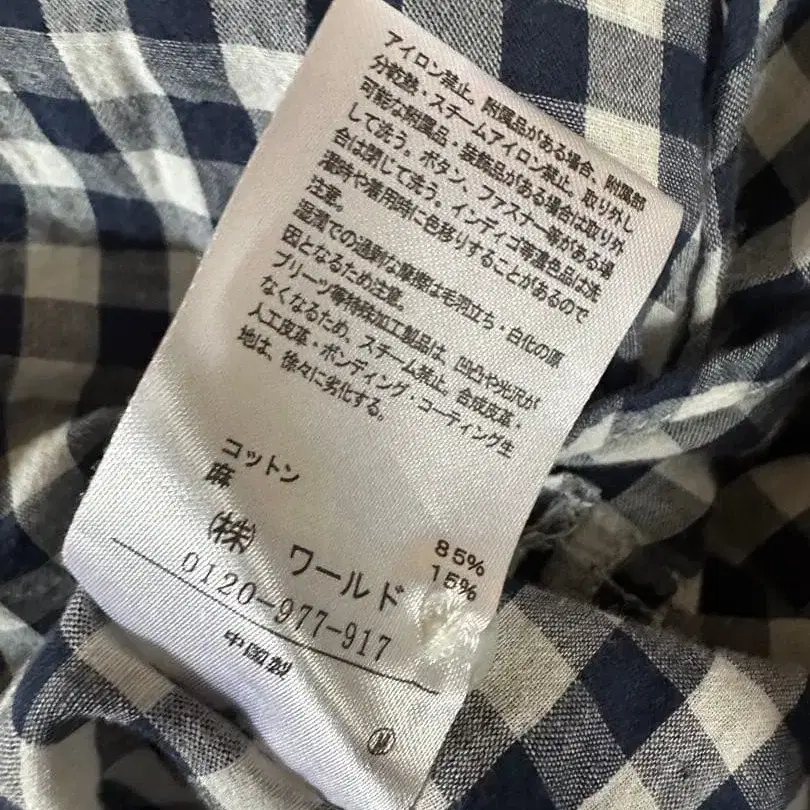 アイロン禁止。附属品がある場合、附属部
分乾熱・スチームアイロン禁止。取り外し
可能な附属品・装飾品がある場合は取り外
して洗う。ボタン、ファスナー等がある場
合は閉じて洗う。インディゴ等濃色品は洗
濯時や着用時に色移りすることがあるので
注意。
湿潤での過剰な摩擦は毛羽立ち・白化の原
因となるため注意。
プリーツ等特殊加工製品は、凹凸や光沢が
なくなるため、スチーム禁止。合成皮革・
人工皮革・ボンディング・コーティング生
地は、徐々に劣化する。
コットン 85%
麻 15%
(株) ワールド
0120-977-917
中国製